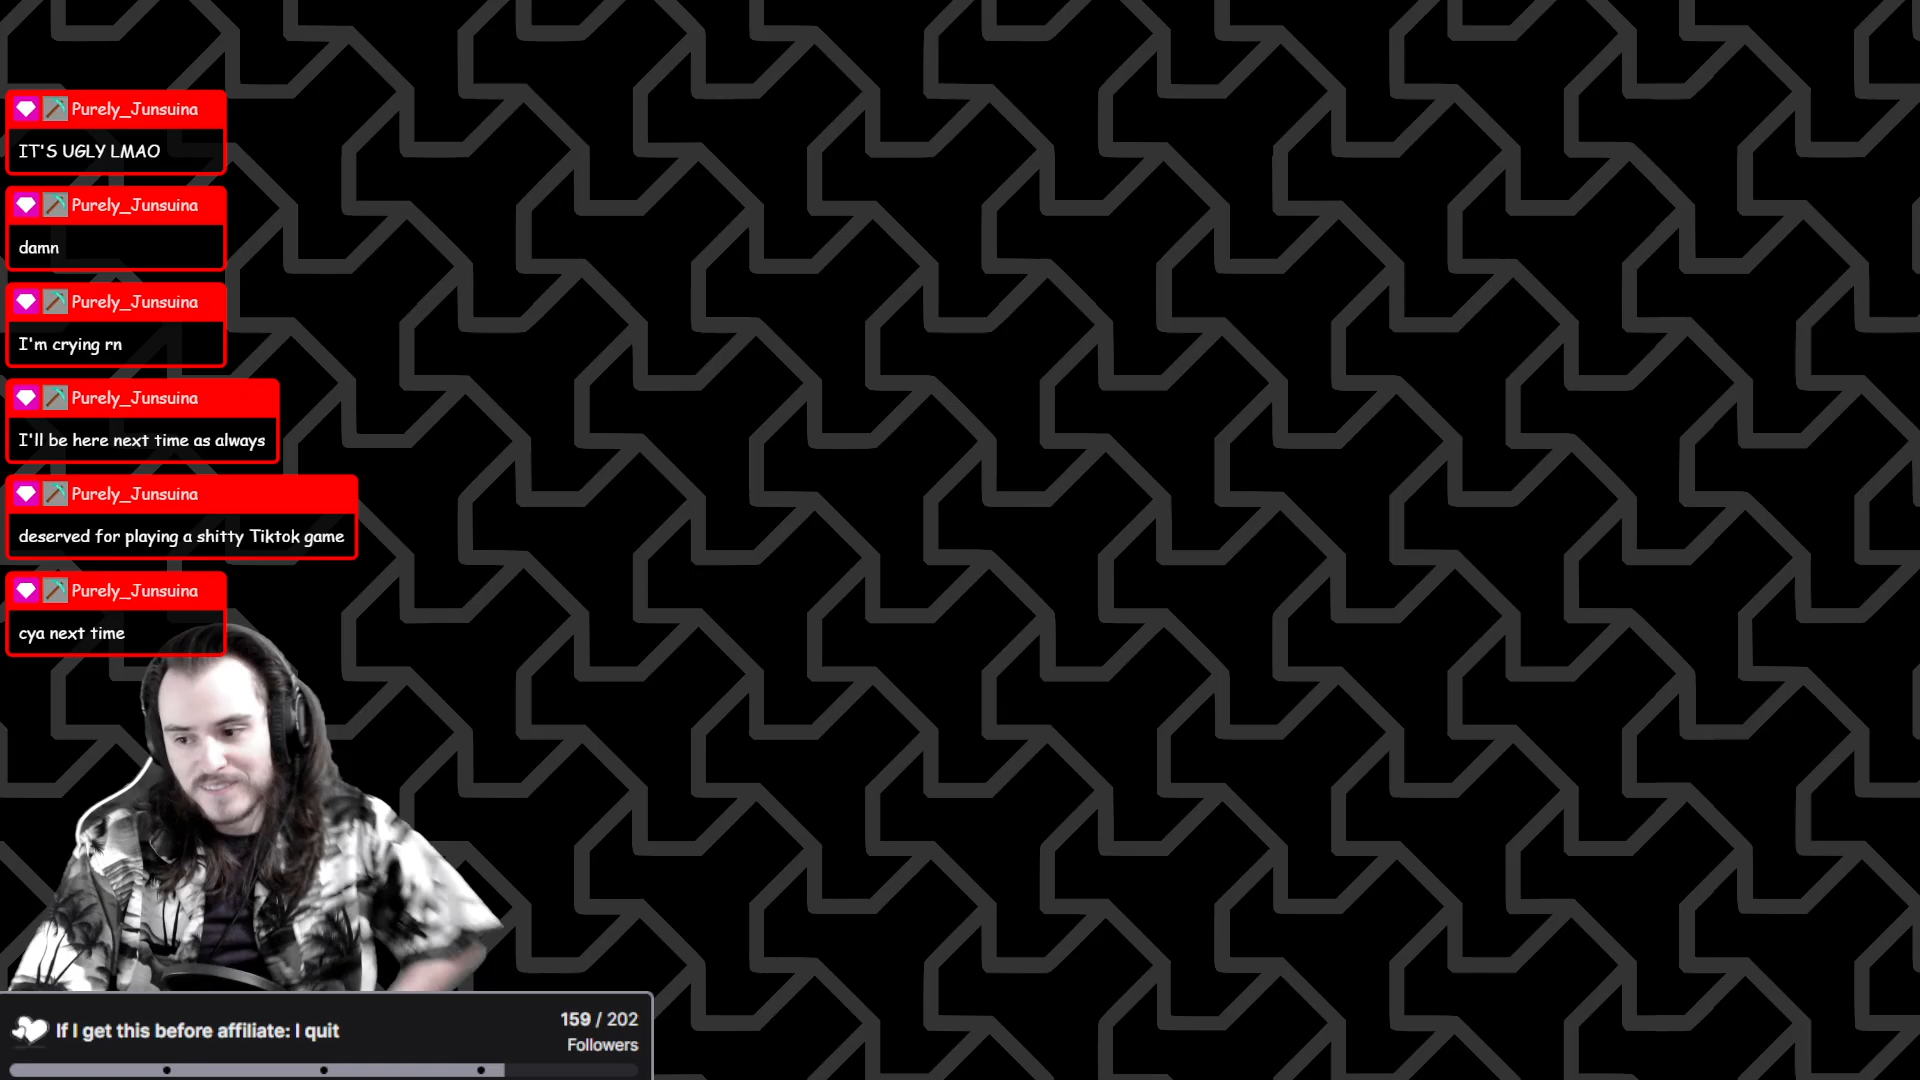 Purely_Junsuina
IT'S UGLY LMAO
Purely_Junsuina
damn
Purely_Junsuina
I'm crying rn
Purely_Junsuina
I'll be here next time as always
Purely_Junsuina
deserved for playing a shitty Tiktok game
Purely_Junsuina
cya next time
If I get this before affiliate: I quit
159 / 202
Followers